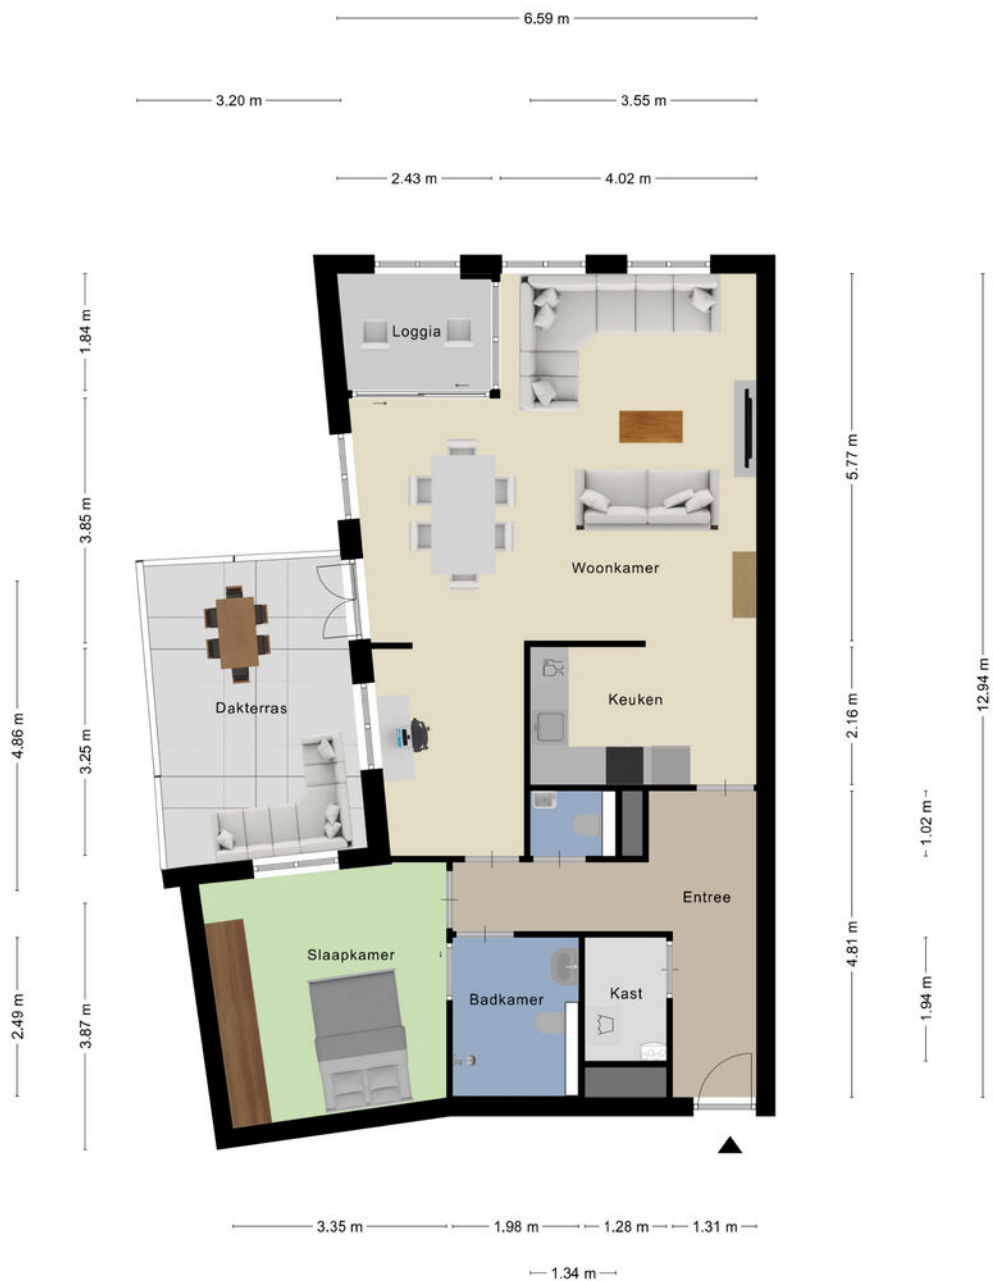 6.59 m
3.20 m
3.55 m
2.43 m
4.02 m
Loggia
1.84 m
5.77 m
3.85 m
Woonkamer
12.94 m
Keuken
Dakterras
2.16 m
4.86 m
3.25 m
1.02 m
Entree
4.81 m
Slaapkamer
Badkamer
Kast
1.94 m
2.49 m
3.87 m
3.35 m
1.98 m
1.28 m
1.31 m
1.34 m